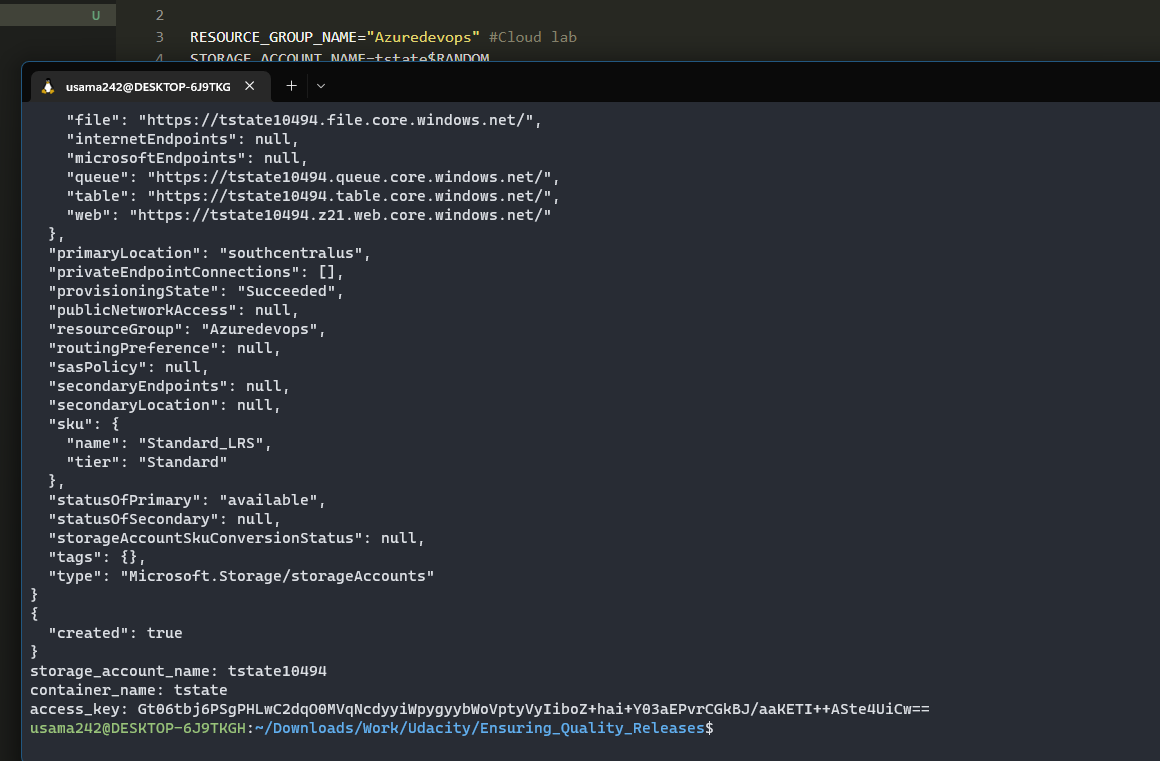 U
2
3 RESOURCE_GROUP_NAME="Azuredevops" #Cloud lab
4 STORAGE_ACCOUNT_NAME=tstate$RANDOM
usama242@DESKTOP-6J9TKG
"file": "https://tstate10494.file.core.windows.net/",
"internetEndpoints": null,
"microsoftEndpoints": null,
"queue": "https://tstate10494.queue.core.windows.net/",
"table": "https://tstate10494.table.core.windows.net/",
"web": "https://tstate10494.z21.web.core.windows.net/"
},
"primaryLocation": "southcentralus",
"privateEndpointConnections": [],
"provisioningState": "Succeeded",
"publicNetworkAccess": null,
"resourceGroup": "Azuredevops",
"routingPreference": null,
"sasPolicy": null,
"secondaryEndpoints": null,
"secondaryLocation": null,
"sku": {
"name": "Standard_LRS",
"tier": "Standard"
},
"statusOfPrimary": "available",
"statusOfSecondary": null,
"storageAccountSkuConversionStatus": null,
"tags": {},
"type": "Microsoft.Storage/storageAccounts"
}
{
"created": true
}
storage_account_name: tstate10494
container_name: tstate
access_key: Gt06tbj6PSgPHLwC2dqO0MVqNcdyyiWpygyybWoVptyVyIiboZ+hai+Y03aEPvrCGkBJ/aaKETI++ASte4UiCw==
usama242@DESKTOP-6J9TKGH:~/Downloads/Work/Udacity/Ensuring_Quality_Releases$